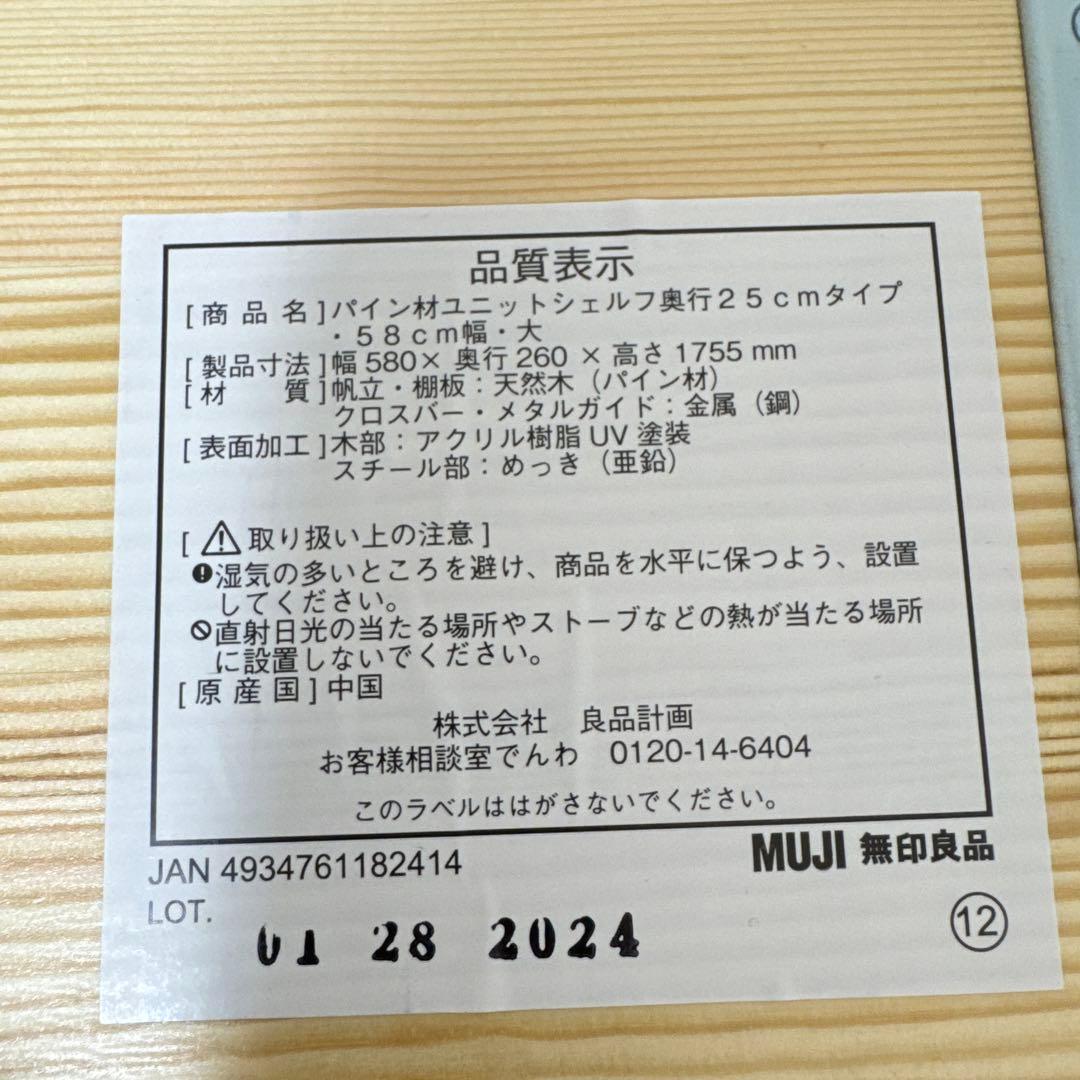 品質表示
[商品名]パイン材ユニットシェルフ奥行25cmタイプ
・58cm幅・大
[製品寸法]幅 580× 奥行 260 × 高さ 1755 mm
[材質]帆立・棚板：天然木（パイン材）
クロスバー・メタルガイド：金属（鋼）
[表面加工]木部：アクリル樹脂 UV 塗装
スチール部：めっき（亜鉛）
[⚠取り扱い上の注意]
湿気の多いところを避け、商品を水平に保つよう、設置
してください。
直射日光の当たる場所やストーブなどの熱が当たる場所
に設置しないでください。
[原産国]中国
株式会社　良品計画
お客様相談室でんわ　0120-14-6404
このラベルははがさないでください。
MUJI 無印良品
JAN 4934761182414
LOT.
01 28 2024
⑫